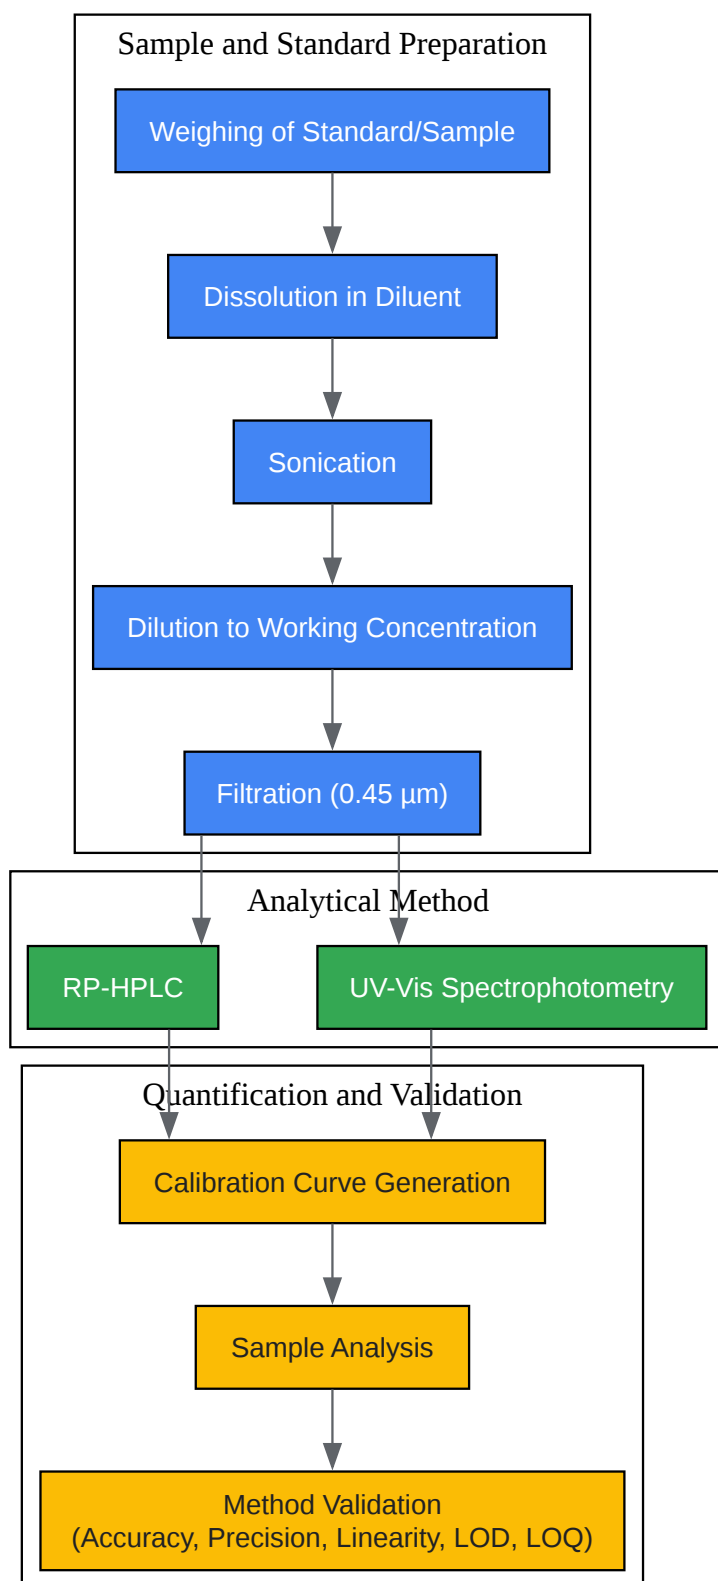 Sample and Standard Preparation
Weighing of Standard/Sample
Dissolution in Diluent
Sonication
Dilution to Working Concentration
Filtration (0.45 µm)
Analytical Method
RP-HPLC
UV-Vis Spectrophotometry
Quantification and Validation
Calibration Curve Generation
Sample Analysis
Method Validation
(Accuracy, Precision, Linearity, LOD, LOQ)